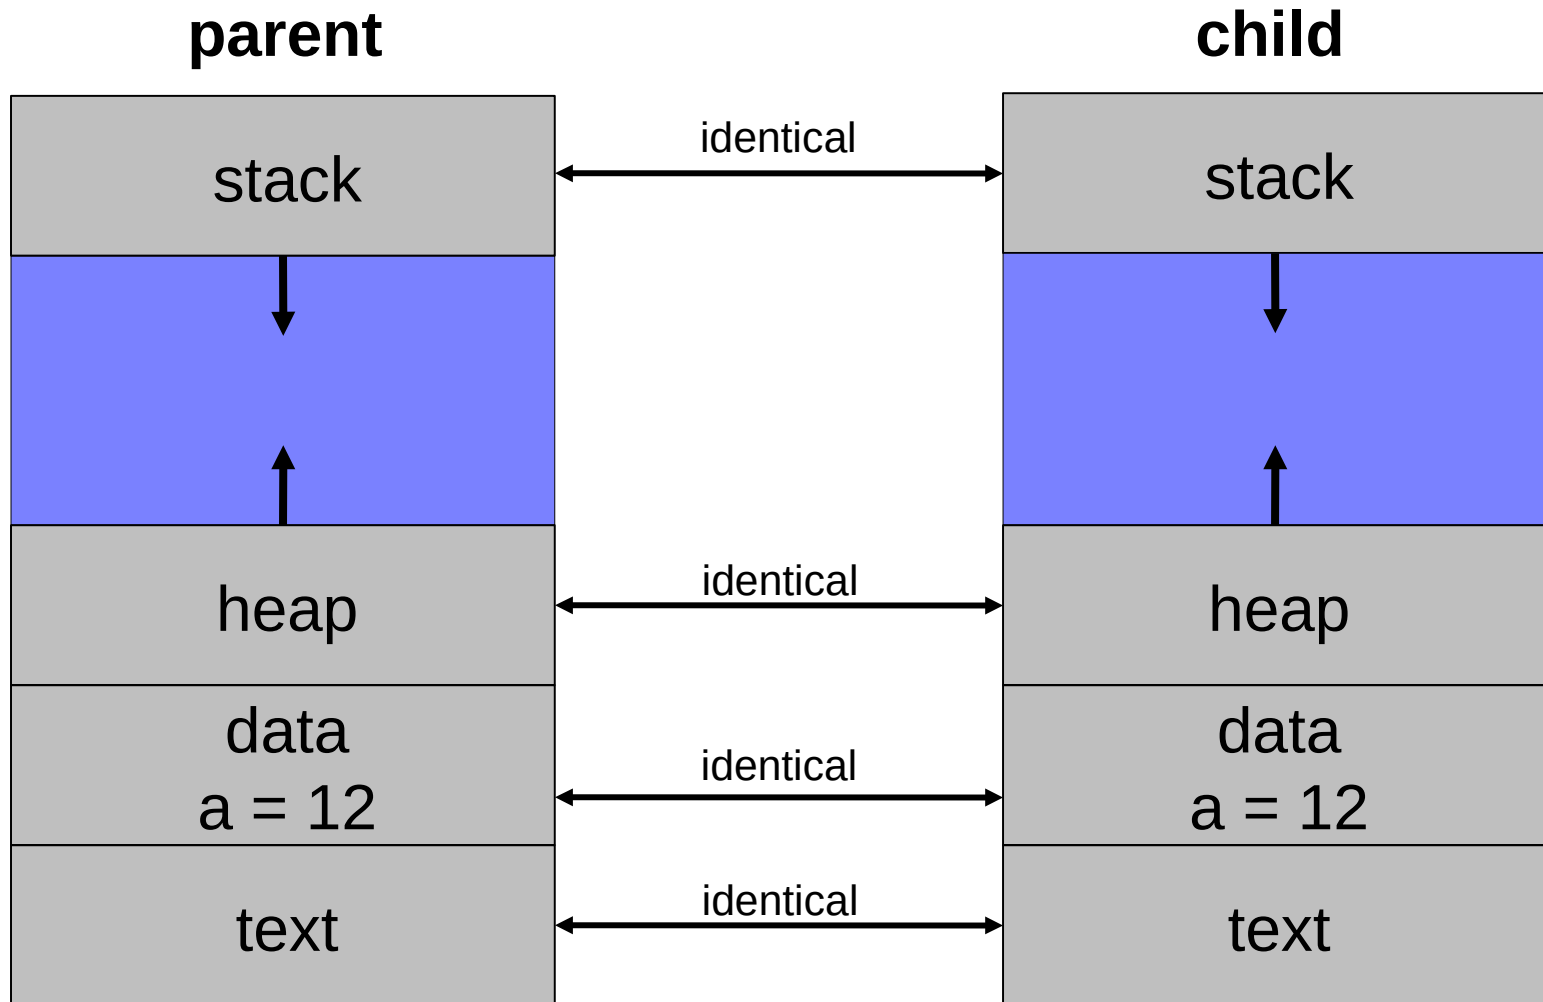 parent
child
stack
identical
stack
heap
identical
heap
data
a = 12
identical
data
a = 12
text
identical
text